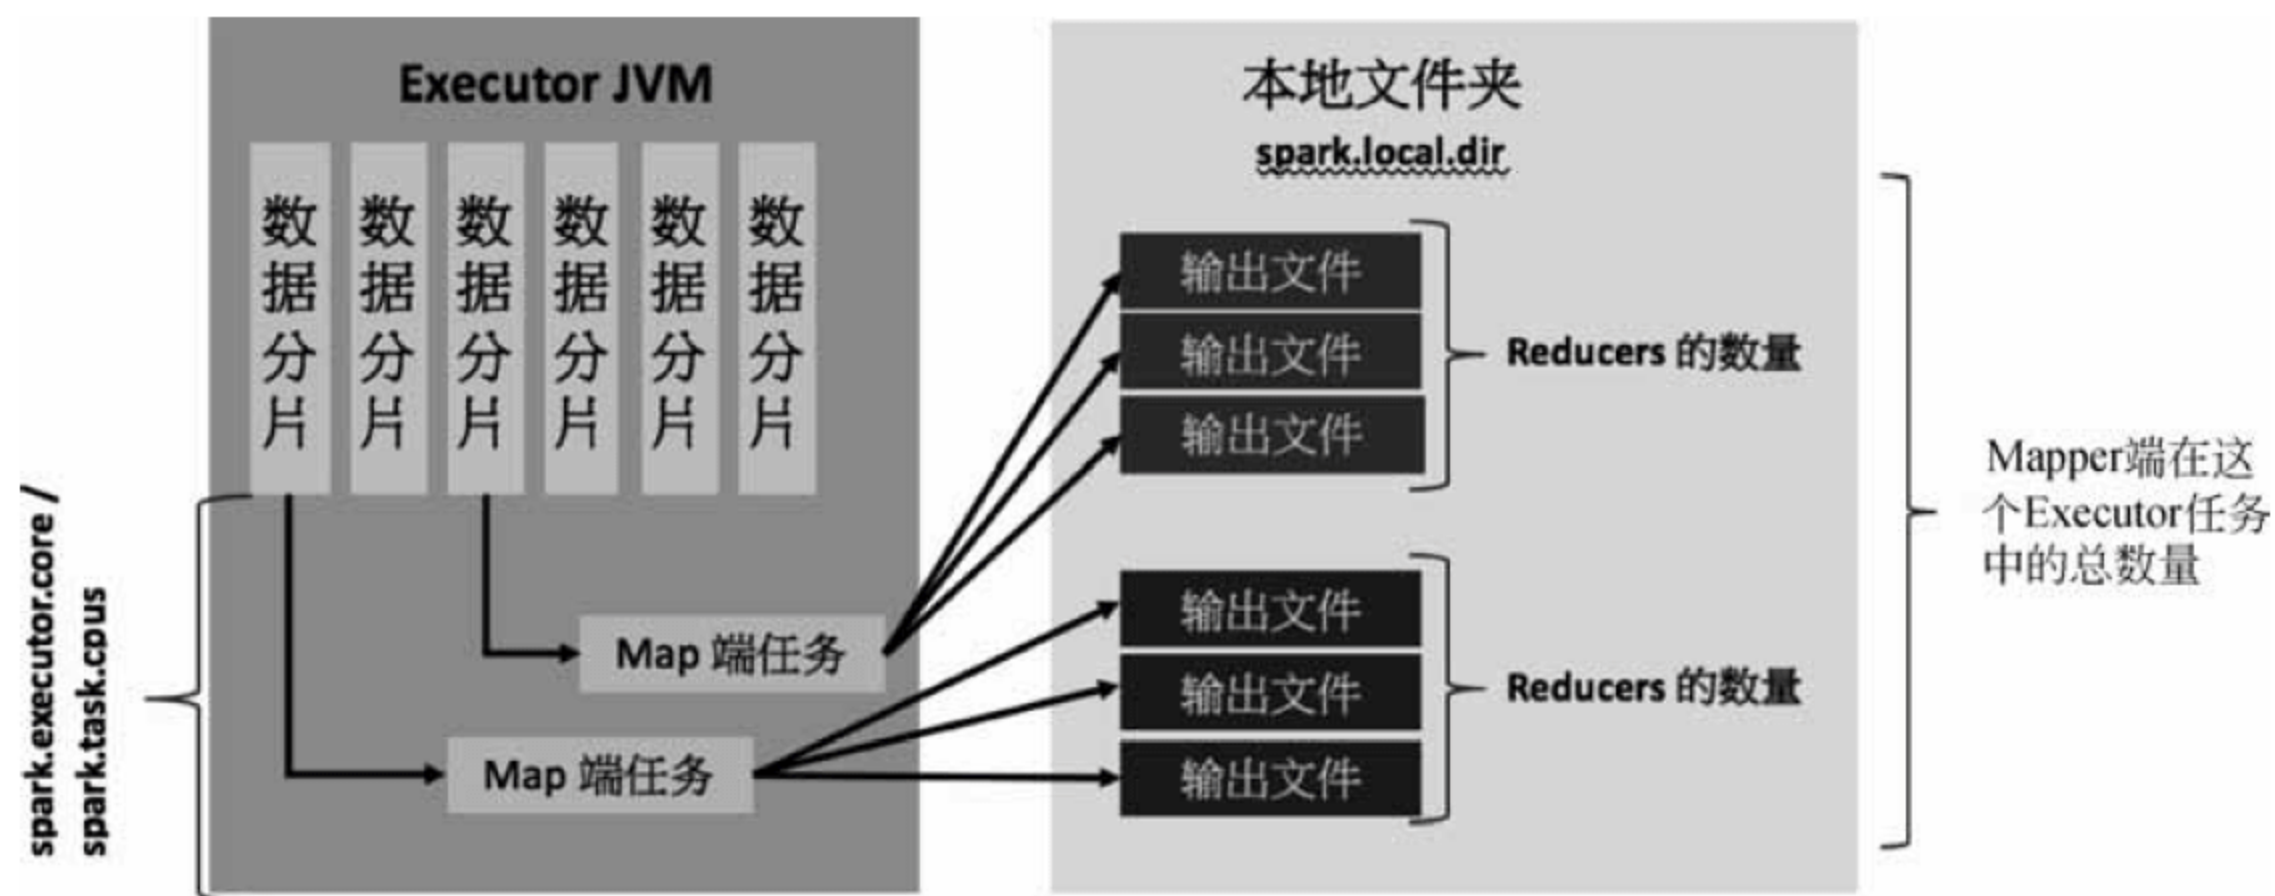 Executor JVM
数据分片
数据分片
数据分片
数据分片
数据分片
数据分片
Map 端任务
Map 端任务
spark.executor.core /
spark.task.cpus
本地文件夹
spark.local.dir
输出文件
输出文件
输出文件
Reducers 的数量
输出文件
输出文件
输出文件
Reducers 的数量
Mapper端在这
个Executor任务
中的总数量